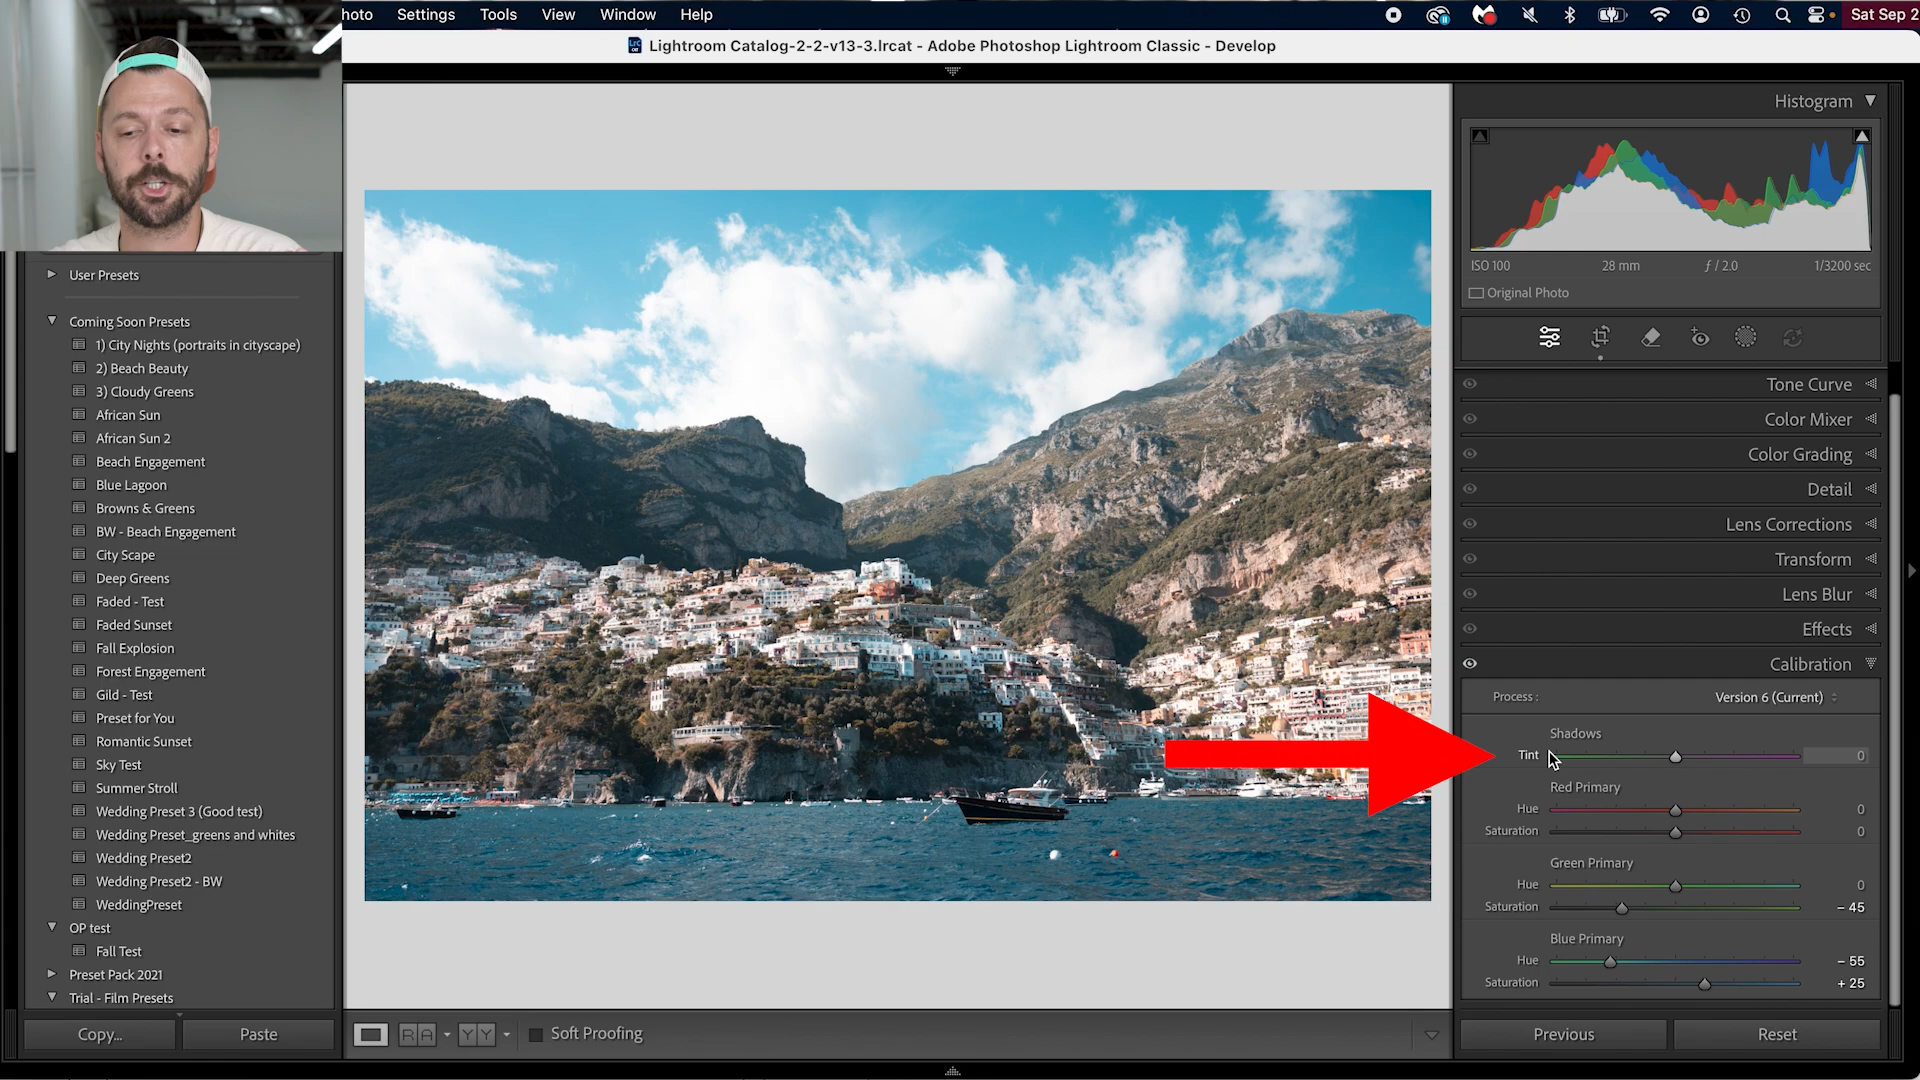 hoto Settings Tools View Window Help Sat Sep 2
Lightroom Catalog-2-2-v13-3.lrcat - Adobe Photoshop Lightroom Classic - Develop
User Presets
Coming Soon Presets
1) City Nights (portraits in cityscape)
2) Beach Beauty
3) Cloudy Greens
African Sun
African Sun 2
Beach Engagement
Blue Lagoon
Browns & Greens
BW - Beach Engagement
City Scape
Deep Greens
Faded - Test
Faded Sunset
Fall Explosion
Forest Engagement
Gild - Test
Preset for You
Romantic Sunset
Sky Test
Summer Stroll
Wedding Preset 3 (Good test)
Wedding Preset_greens and whites
Wedding Preset2
Wedding Preset2 - BW
WeddingPreset
OP test
Fall Test
Preset Pack 2021
Trial - Film Presets
Copy... Paste
R A Y Y Soft Proofing
Histogram
ISO 100 28 mm ƒ / 2.0 1/3200 sec
Original Photo
Tone Curve
Color Mixer
Color Grading
Detail
Lens Corrections
Transform
Lens Blur
Effects
Calibration
Process : Version 6 (Current)
Shadows
Tint 0
Red Primary
Hue 0
Saturation 0
Green Primary
Hue 0
Saturation - 45
Blue Primary
Hue - 55
Saturation + 25
Previous Reset